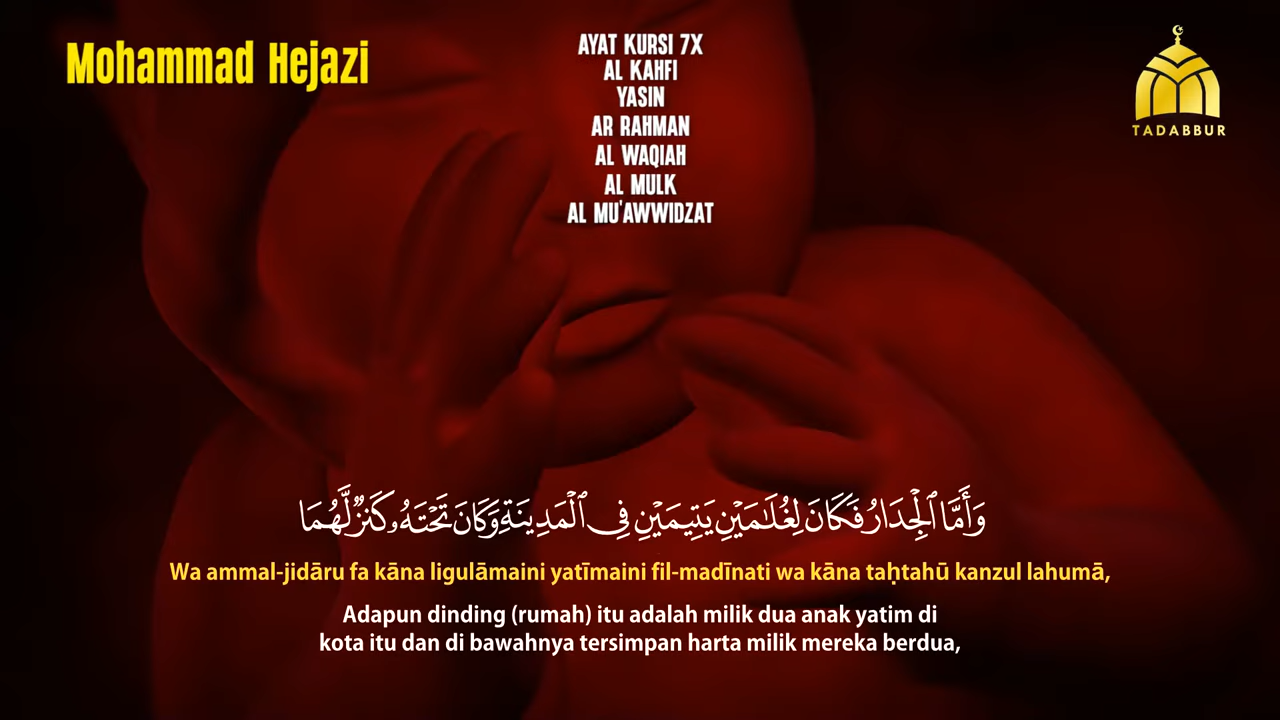 Mohammad Hejazi
AYAT KURSI 7X
AL KAHFI
YASIN
AR RAHMAN
AL WAQIAH
AL MULK
AL MU'AWWIDZAT
TADABBUR
وَأَمَّا ٱلْجِدَارُ فَكَانَ لِغُلَـٰمَيْنِ يَتِيمَيْنِ فِى ٱلْمَدِينَةِ وَكَانَ تَحْتَهُۥ كَنزٌ لَّهُمَا
Wa ammal-jidāru fa kāna ligulāmaini yatīmaini fil-madīnati wa kāna taḥtahū kanzul lahumā,
Adapun dinding (rumah) itu adalah milik dua anak yatim di
kota itu dan di bawahnya tersimpan harta milik mereka berdua,